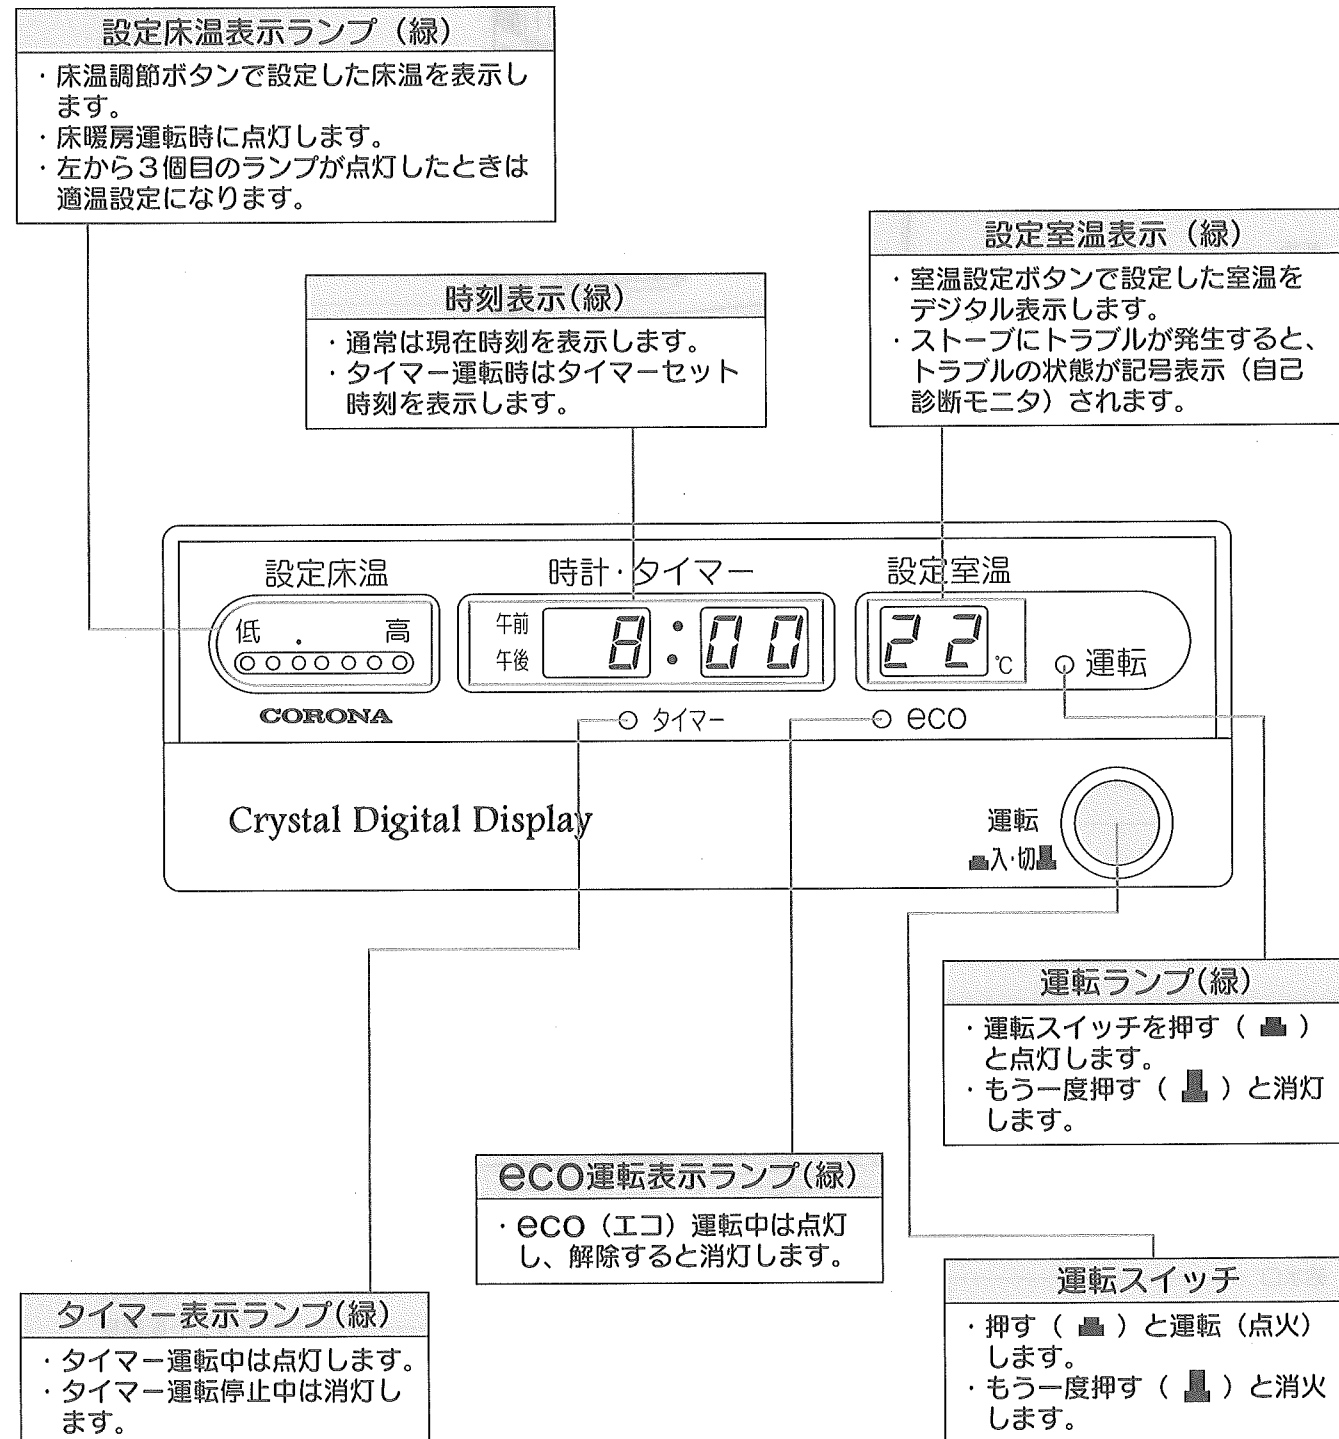 設定床温表示ランプ（緑）
・床温調節ボタンで設定した床温を表示し
ます。
・床暖房運転時に点灯します。
・左から３個目のランプが点灯したときは
適温設定になります。
設定室温表示（緑）
・室温設定ボタンで設定した室温を
デジタル表示します。
・ストーブにトラブルが発生すると、
トラブルの状態が記号表示（自己
診断モニタ）されます。
時刻表示(緑)
・通常は現在時刻を表示します。
・タイマー運転時はタイマーセット
時刻を表示します。
設定床温
時計・タイマー
設定室温
低 . 高
午前
午後
8:00
22
℃
運転
CORONA
タイマー
eco
Crystal Digital Display
運転
入・切
運転ランプ(緑)
・運転スイッチを押す（ ）
と点灯します。
・もう一度押す（ ）と消灯
します。
eco運転表示ランプ(緑)
・eco（エコ）運転中は点灯
し、解除すると消灯します。
運転スイッチ
・押す（ ）と運転（点火）
します。
・もう一度押す（ ）と消火
します。
タイマー表示ランプ(緑)
・タイマー運転中は点灯します。
・タイマー運転停止中は消灯し
ます。